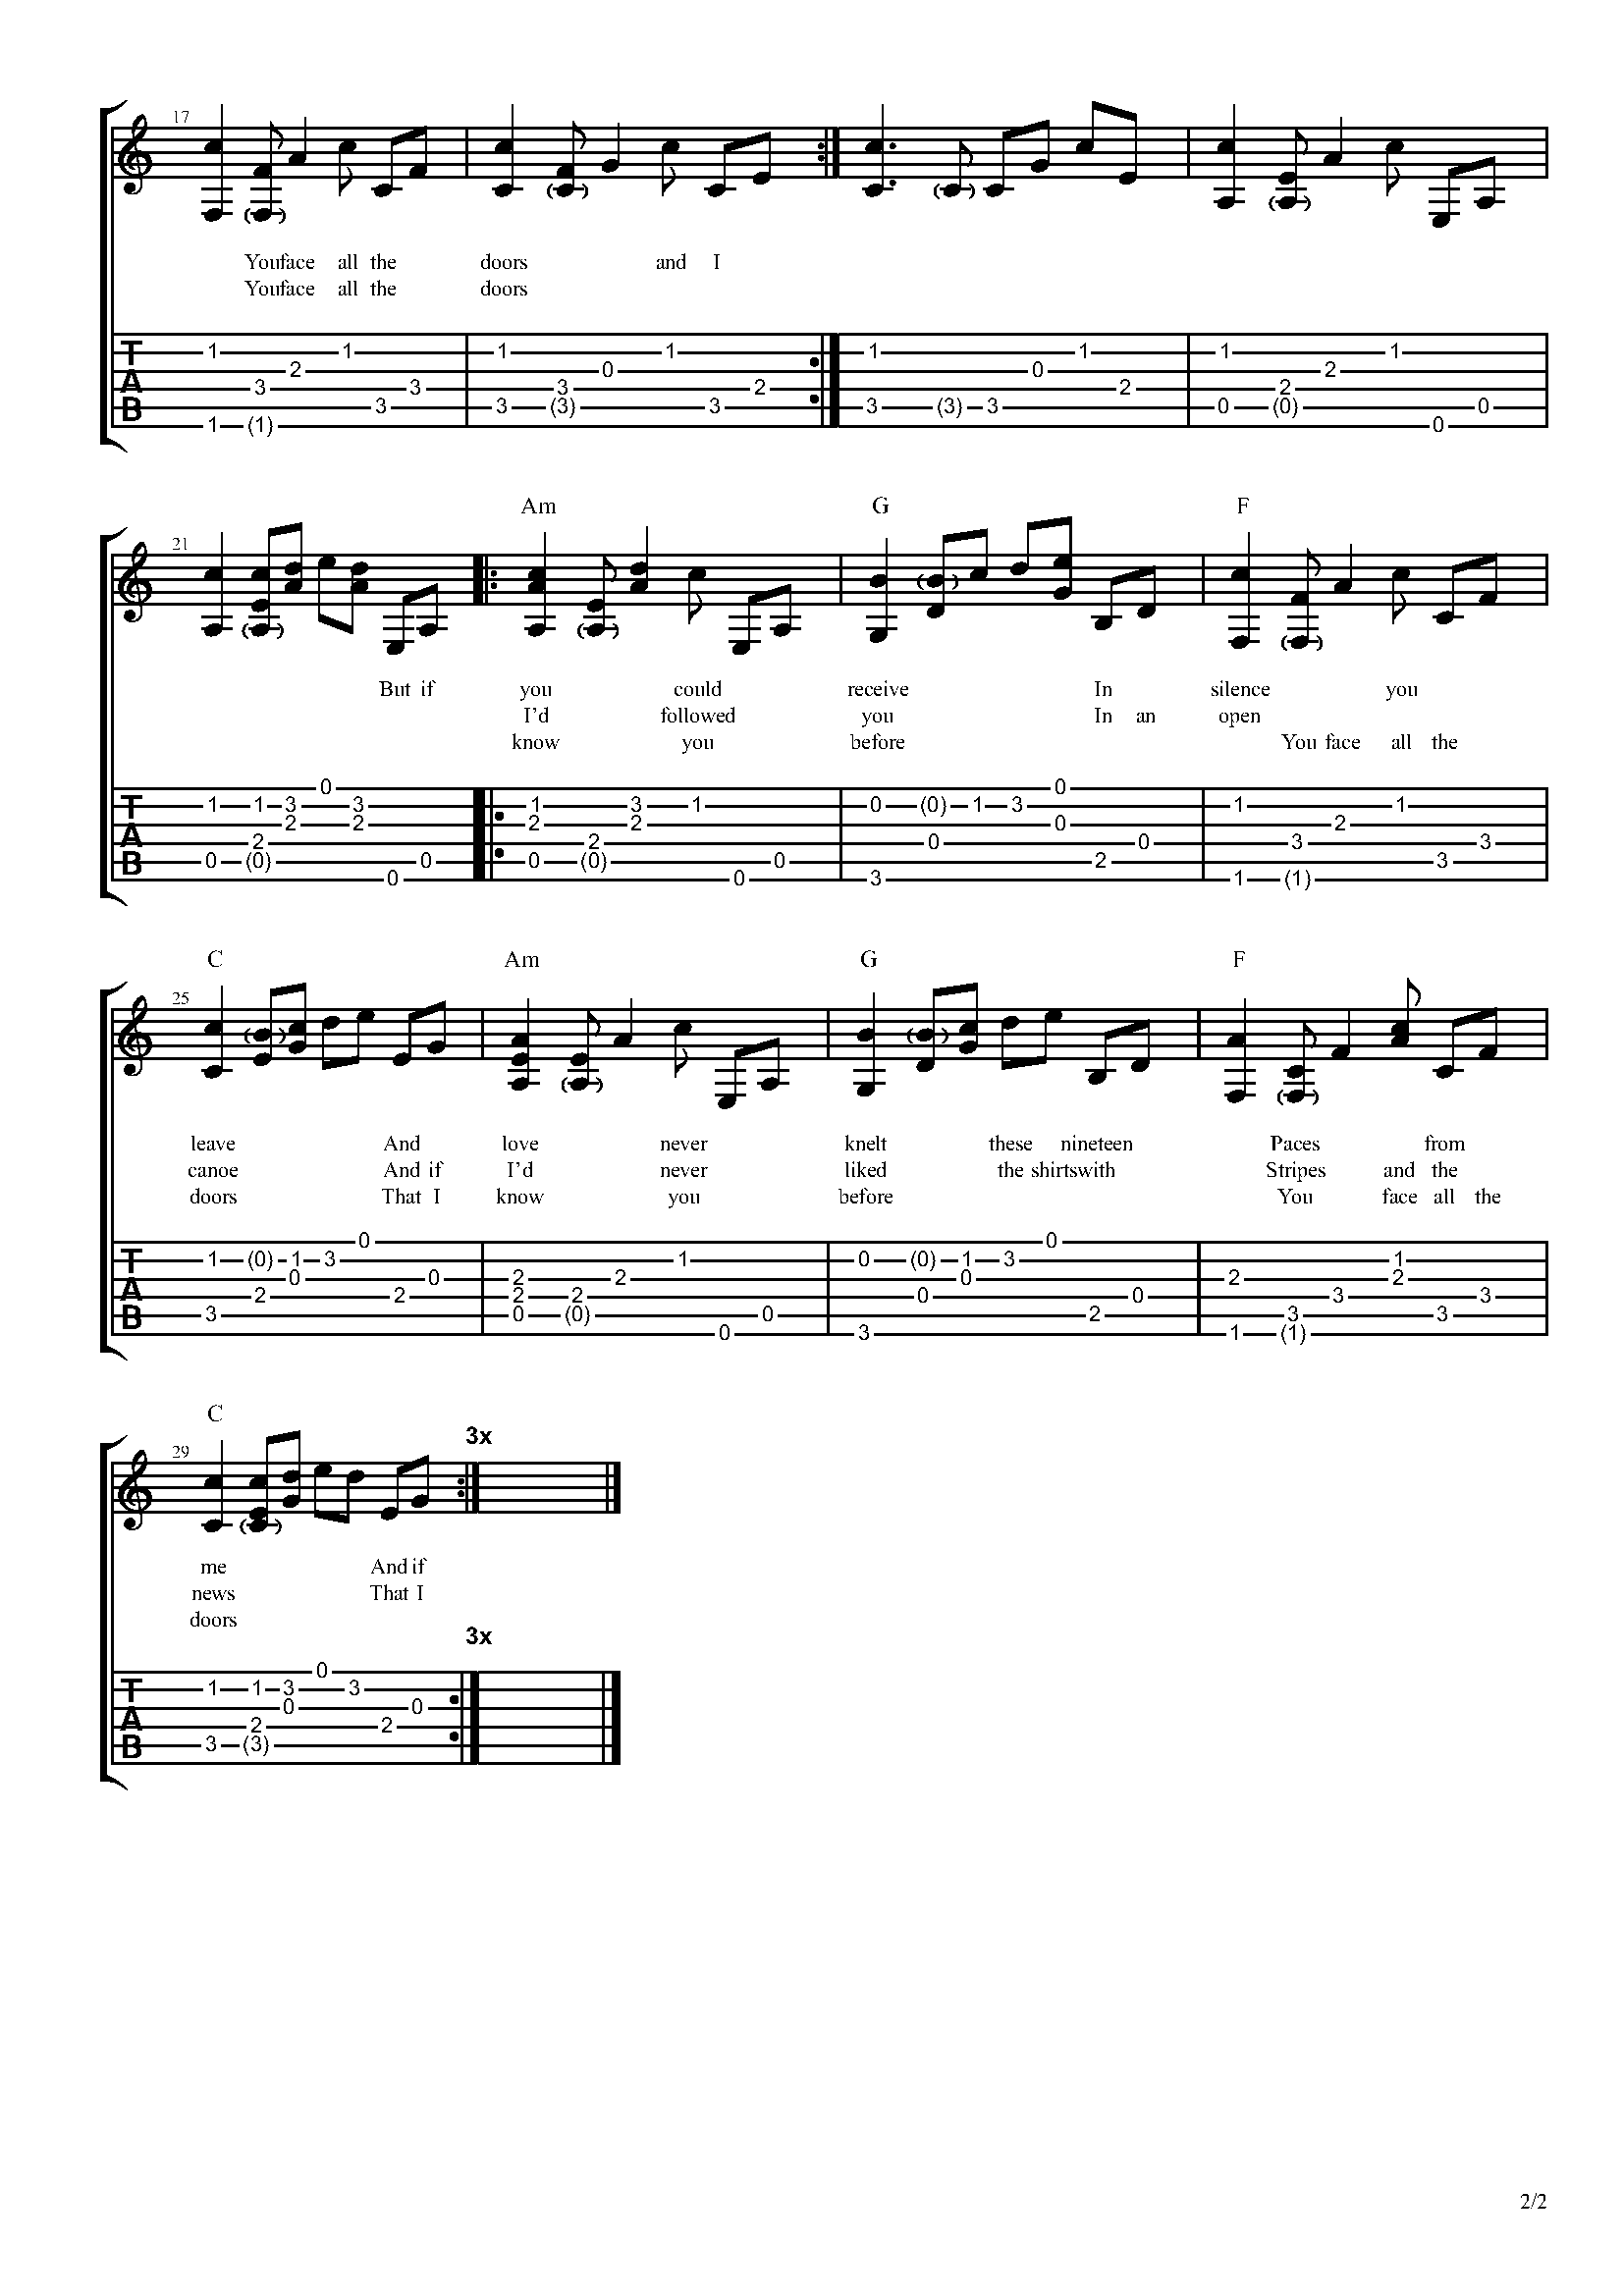 17
Youface all the doors and I
Youface all the doors
T 1 1 1 1 1 1 1 1
2 0 0 2
A 3 3 3 2 2 2 2
B 3 3 (3) 3 3 (3) 3 0 (0) 0
1 (1) 0
Am G F
21
But if you could receive In silence you
I'd followed you In an open
know you before You face all the
0 0
T 1 1 3 3 1 3 1 0 (0) 1 3 1 1
2 2 2 2 0 2
A 2 2 0 0 3 3
B 0 (0) 0 0 (0) 0 2 3
0 0 3 1 (1)
C Am G F
25
leave And love never knelt these nineteen Paces from
canoe And if I'd never liked the shirtswith Stripes and the
doors That I know you before You face all the
0 0
T 1 (0) 1 3 1 0 (0) 1 3 1
0 0 2 2 0 2 2
A 2 2 2 2 0 0 3 3
B 3 0 (0) 0 2 3 3
0 3 1 (1)
C
3x
29
me And if
news That I
doors
3x
0
T 1 1 3 3
0 0
A 2 2
B 3 (3)
2/2